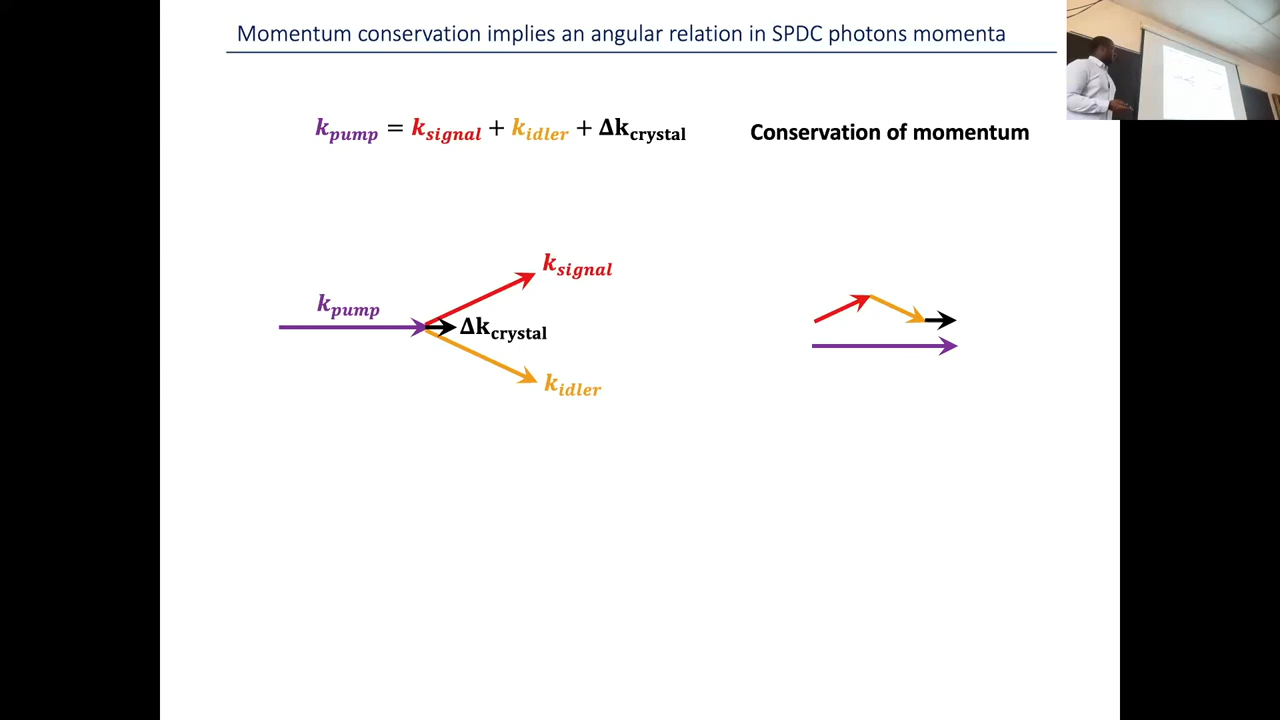 Momentum conservation implies an angular relation in SPDC photons momenta
k_pump = k_signal + k_idler + Δk_crystal
Conservation of momentum
k_signal
k_pump
Δk_crystal
k_idler